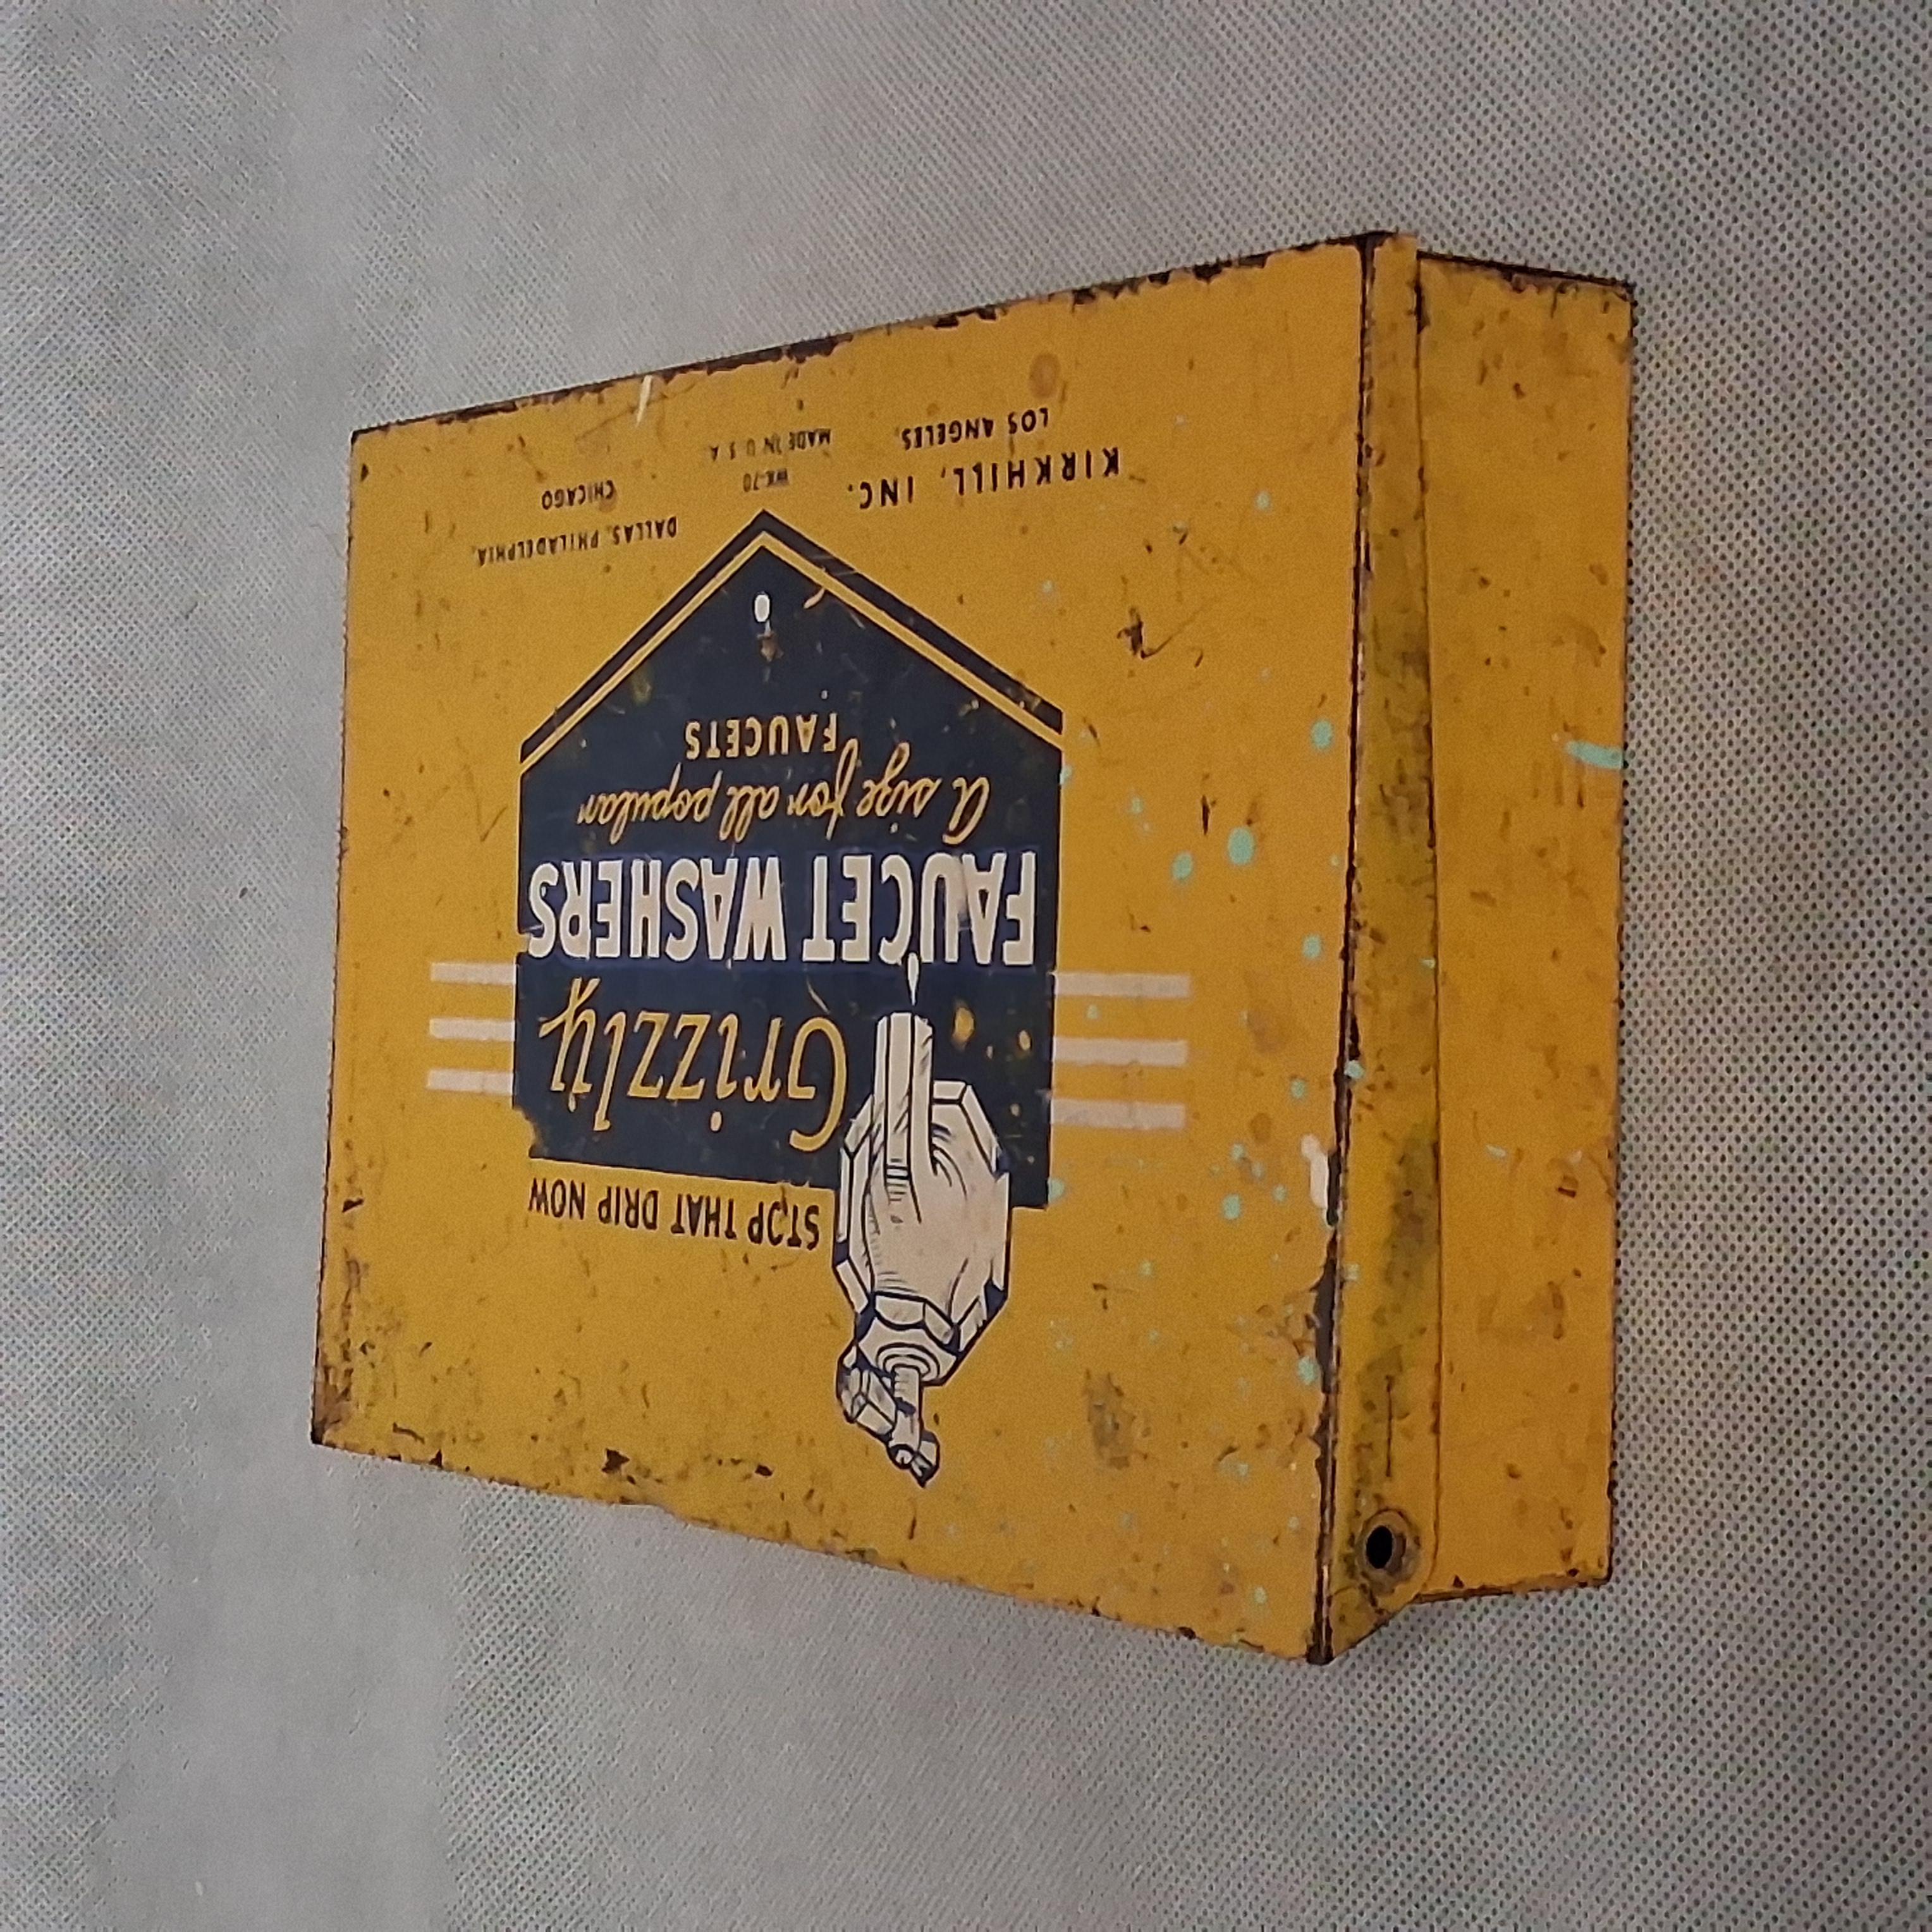 STOP THAT DRIP NOW
Grizzly
FAUCET WASHERS
A size for all popular
FAUCETS
KIRKHILL, INC.
LOS ANGELES,
WK-70
MADE IN U S A
DALLAS, PHILADELPHIA,
CHICAGO